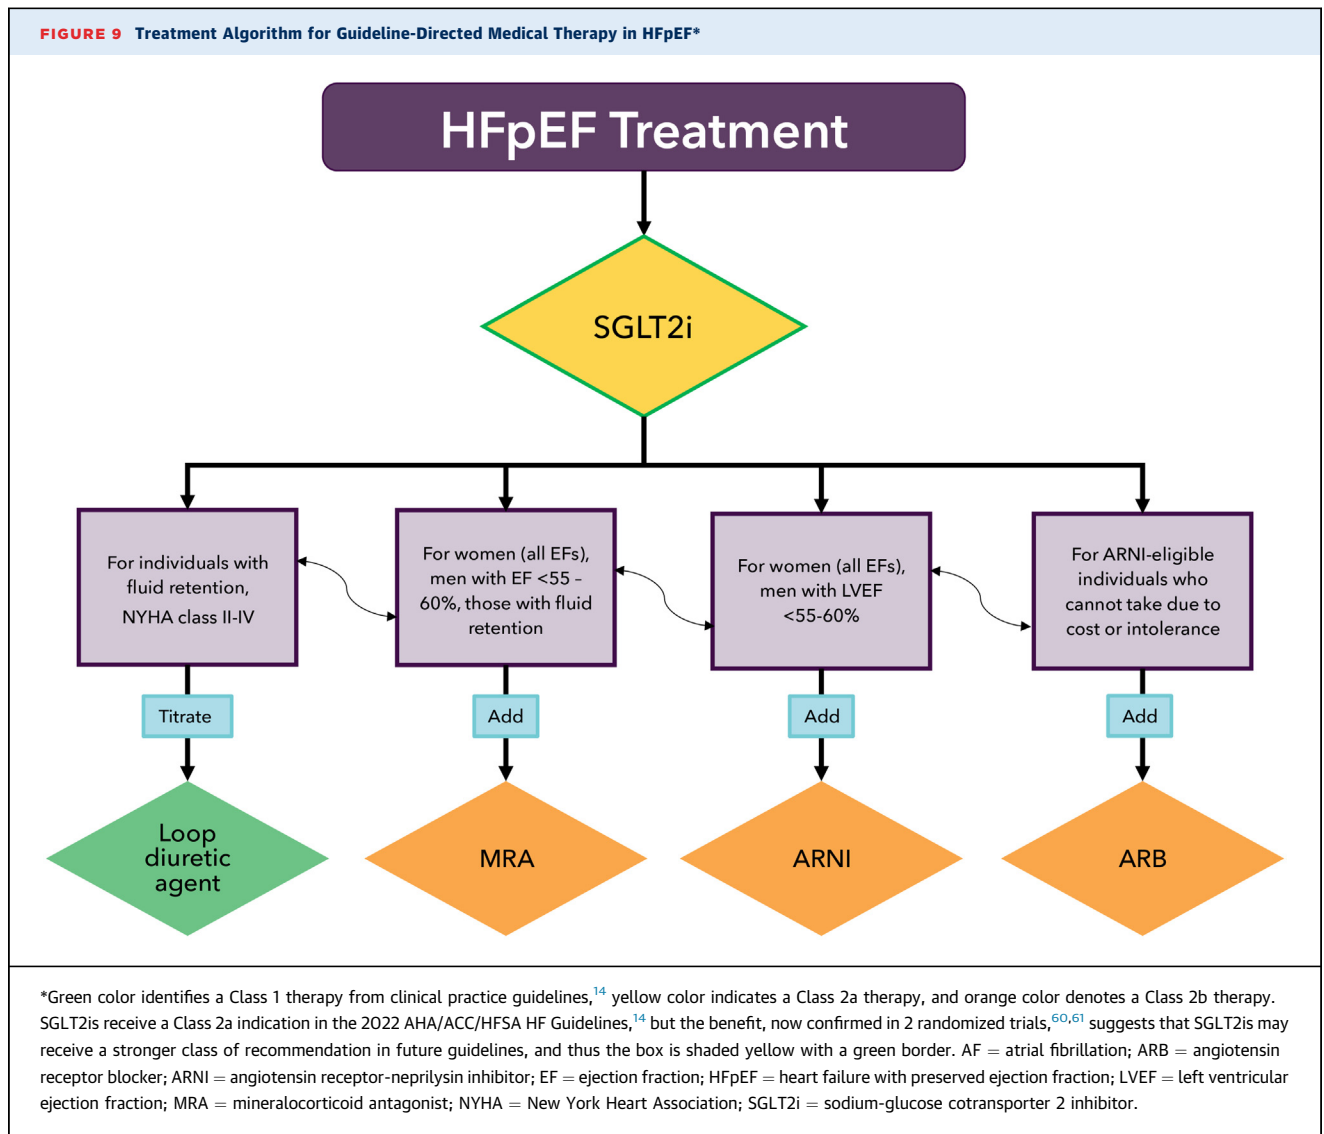 FIGURE 9 Treatment Algorithm for Guideline-Directed Medical Therapy in HFpEF*
HFpEF Treatment
SGLT2i
For individuals with
fluid retention,
NYHA class II-IV
For women (all EFs),
men with EF <55 –
60%, those with fluid
retention
For women (all EFs),
men with LVEF
<55-60%
For ARNI-eligible
individuals who
cannot take due to
cost or intolerance
Titrate
Add
Add
Add
Loop
diuretic
agent
MRA
ARNI
ARB
*Green color identifies a Class 1 therapy from clinical practice guidelines,14 yellow color indicates a Class 2a therapy, and orange color denotes a Class 2b therapy.
SGLT2is receive a Class 2a indication in the 2022 AHA/ACC/HFSA HF Guidelines,14 but the benefit, now confirmed in 2 randomized trials,60,61 suggests that SGLT2is may
receive a stronger class of recommendation in future guidelines, and thus the box is shaded yellow with a green border. AF = atrial fibrillation; ARB = angiotensin
receptor blocker; ARNI = angiotensin receptor-neprilysin inhibitor; EF = ejection fraction; HFpEF = heart failure with preserved ejection fraction; LVEF = left ventricular
ejection fraction; MRA = mineralocorticoid antagonist; NYHA = New York Heart Association; SGLT2i = sodium-glucose cotransporter 2 inhibitor.